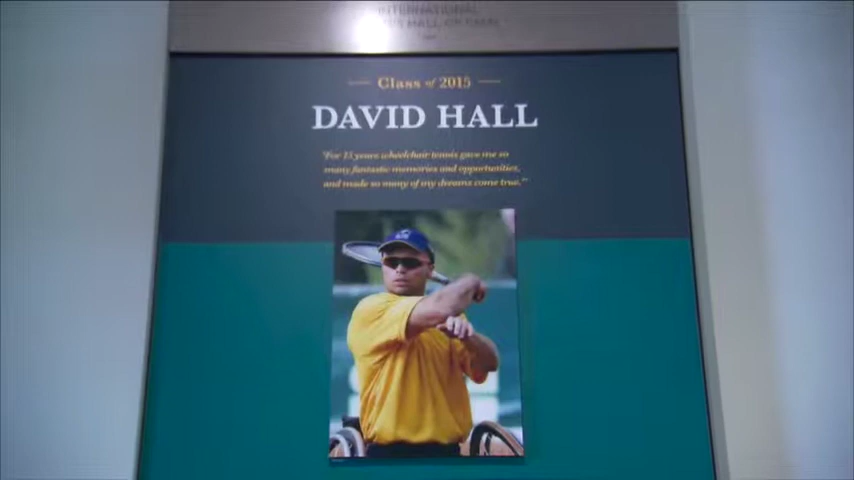 INTERNATIONAL
HALL OF FAME
Class of 2015
DAVID HALL
"For 15 years wheelchair tennis gave me so
many fantastic memories and opportunities,
and made so many of my dreams come true."